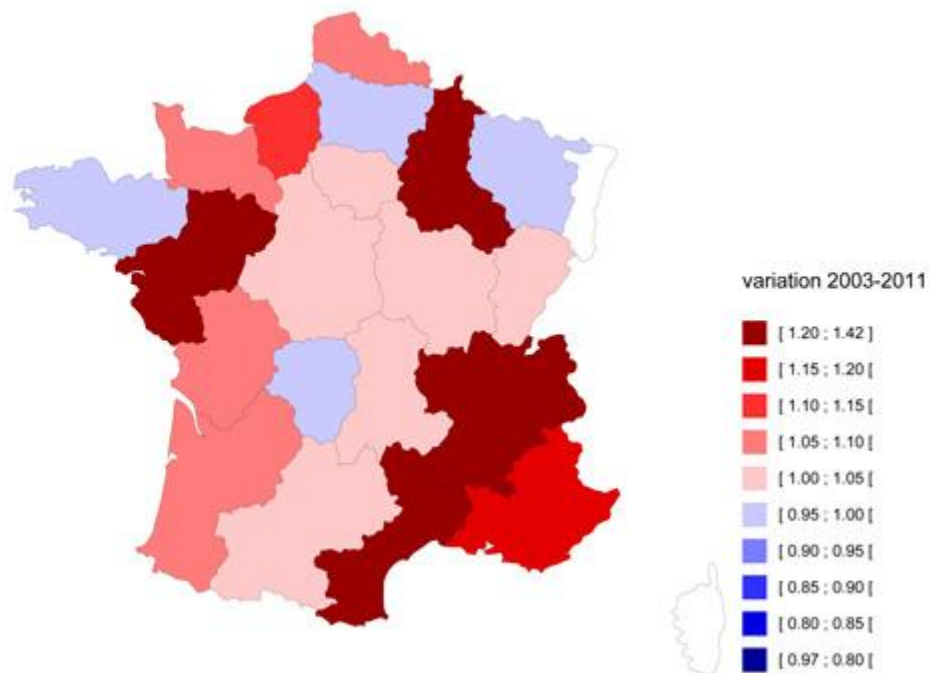 variation 2003-2011
[ 1.20 ; 1.42 ]
[ 1.15 ; 1.20 [
[ 1.10 ; 1.15 [
[ 1.05 ; 1.10 [
[ 1.00 ; 1.05 [
[ 0.95 ; 1.00 [
[ 0.90 ; 0.95 [
[ 0.85 ; 0.90 [
[ 0.80 ; 0.85 [
[ 0.97 ; 0.80 [